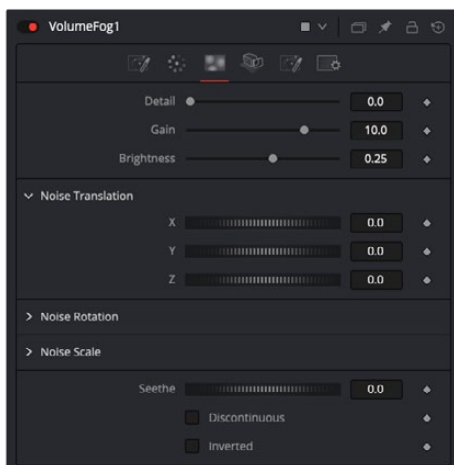 VolumeFog1
Detail 0.0
Gain 10.0
Brightness 0.25
Noise Translation
X 0.0
Y 0.0
Z 0.0
Noise Rotation
Noise Scale
Seethe 0.0
Discontinuous
Inverted